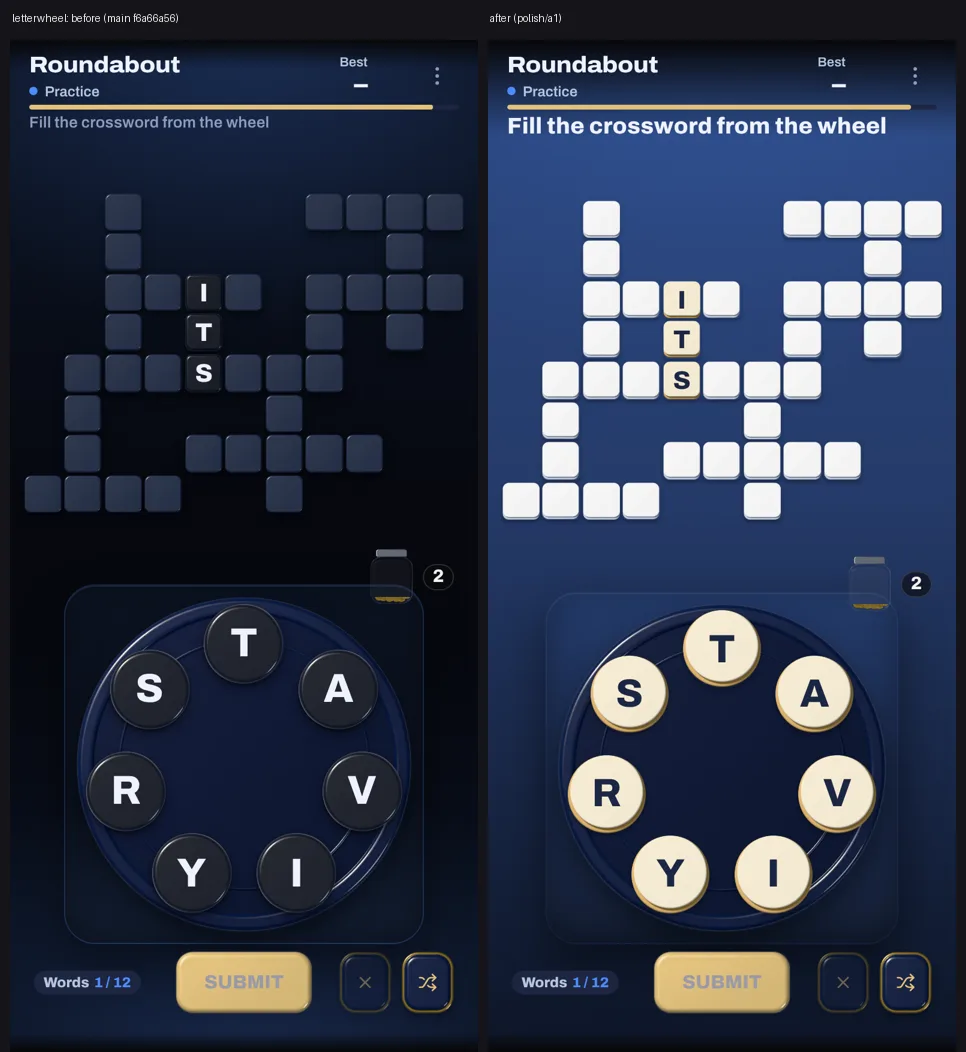 letterwheel: before (main f6a66a56)
Roundabout
Best
Practice
–
Fill the crossword from the wheel
I
T
S
2
T
S
A
R
V
Y
I
Words 1 / 12
SUBMIT
×
after (polish/a1)
Roundabout
Best
Practice
–
Fill the crossword from the wheel
I
T
S
2
T
S
A
R
V
Y
I
Words 1 / 12
SUBMIT
×